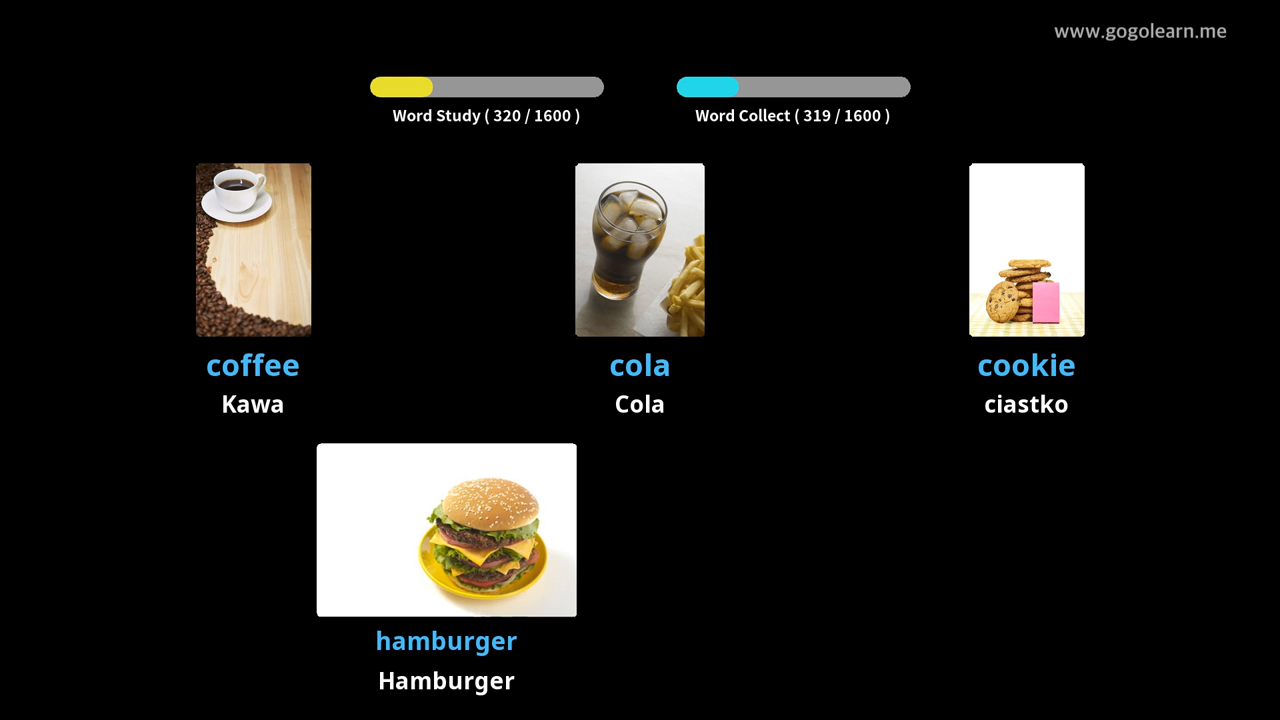 www.gogolearn.me
Word Study ( 320 / 1600 )
Word Collect ( 319 / 1600 )
coffee
Kawa
cola
Cola
cookie
ciastko
hamburger
Hamburger